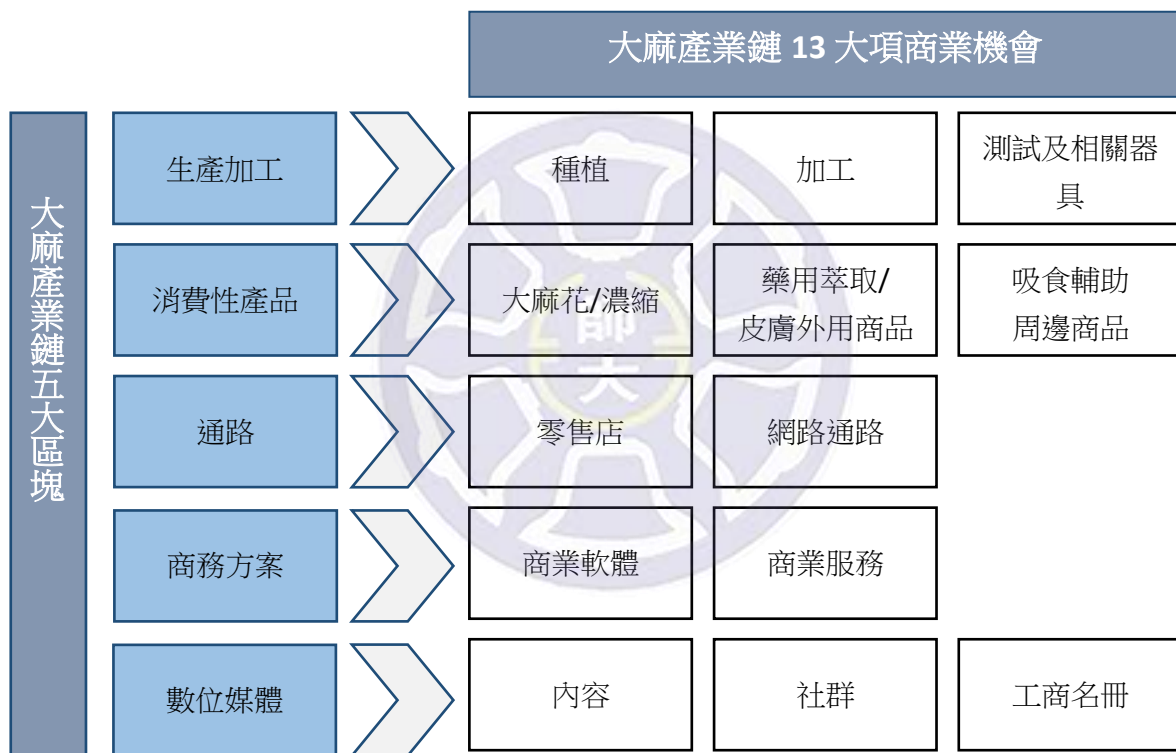 大麻產業鏈 13 大項商業機會
大麻產業鏈五大區塊
生產加工
種植
加工
測試及相關器
具
消費性產品
大麻花/濃縮
藥用萃取/
皮膚外用商品
吸食輔助
周邊商品
通路
零售店
網路通路
商務方案
商業軟體
商業服務
數位媒體
內容
社群
工商名冊
師
大